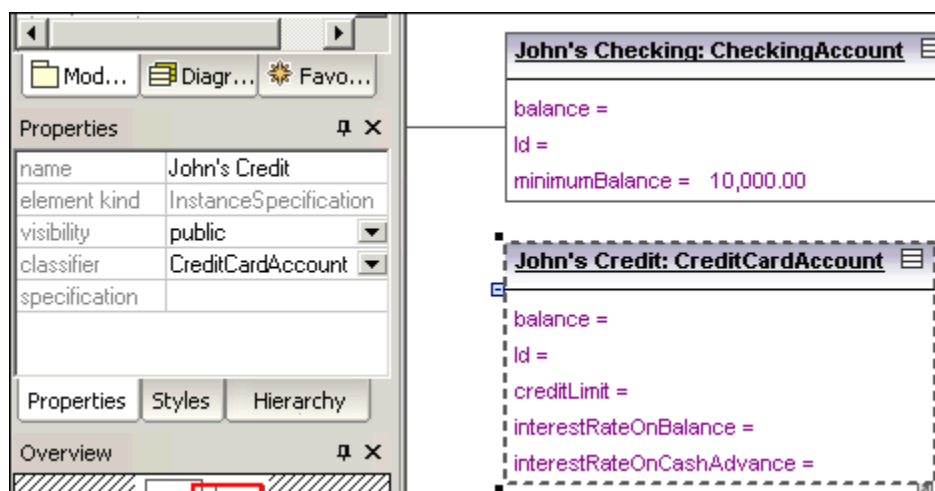 Mod...
Diagr...
Favo...
Properties
name John's Credit
element kind InstanceSpecification
visibility public
classifier CreditCardAccount
specification
Properties Styles Hierarchy
Overview
John's Checking: CheckingAccount
balance =
Id =
minimumBalance = 10,000.00
John's Credit: CreditCardAccount
balance =
Id =
creditLimit =
interestRateOnBalance =
interestRateOnCashAdvance =